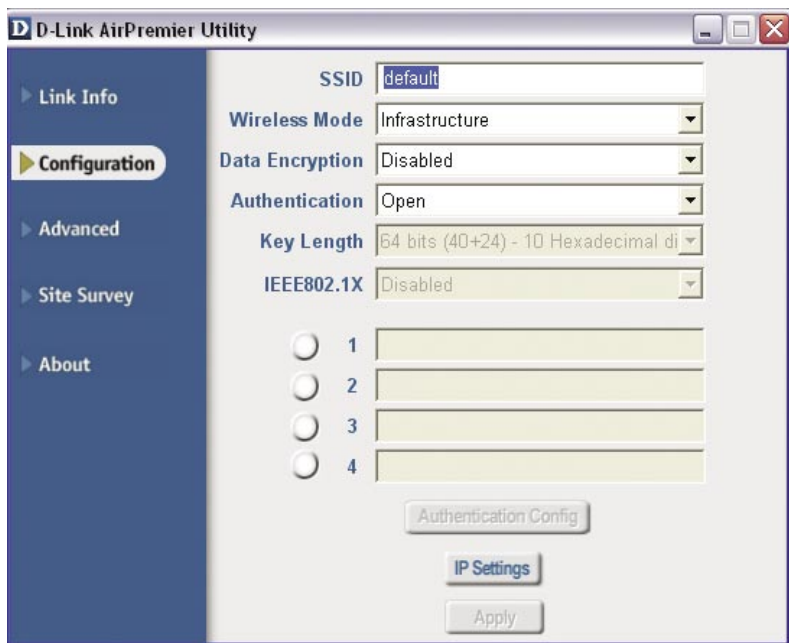 D D-Link AirPremier Utility
Link Info
Configuration
Advanced
Site Survey
About
SSID default
Wireless Mode Infrastructure
Data Encryption Disabled
Authentication Open
Key Length 64 bits (40+24) - 10 Hexadecimal di
IEEE802.1X Disabled
1
2
3
4
Authentication Config
IP Settings
Apply